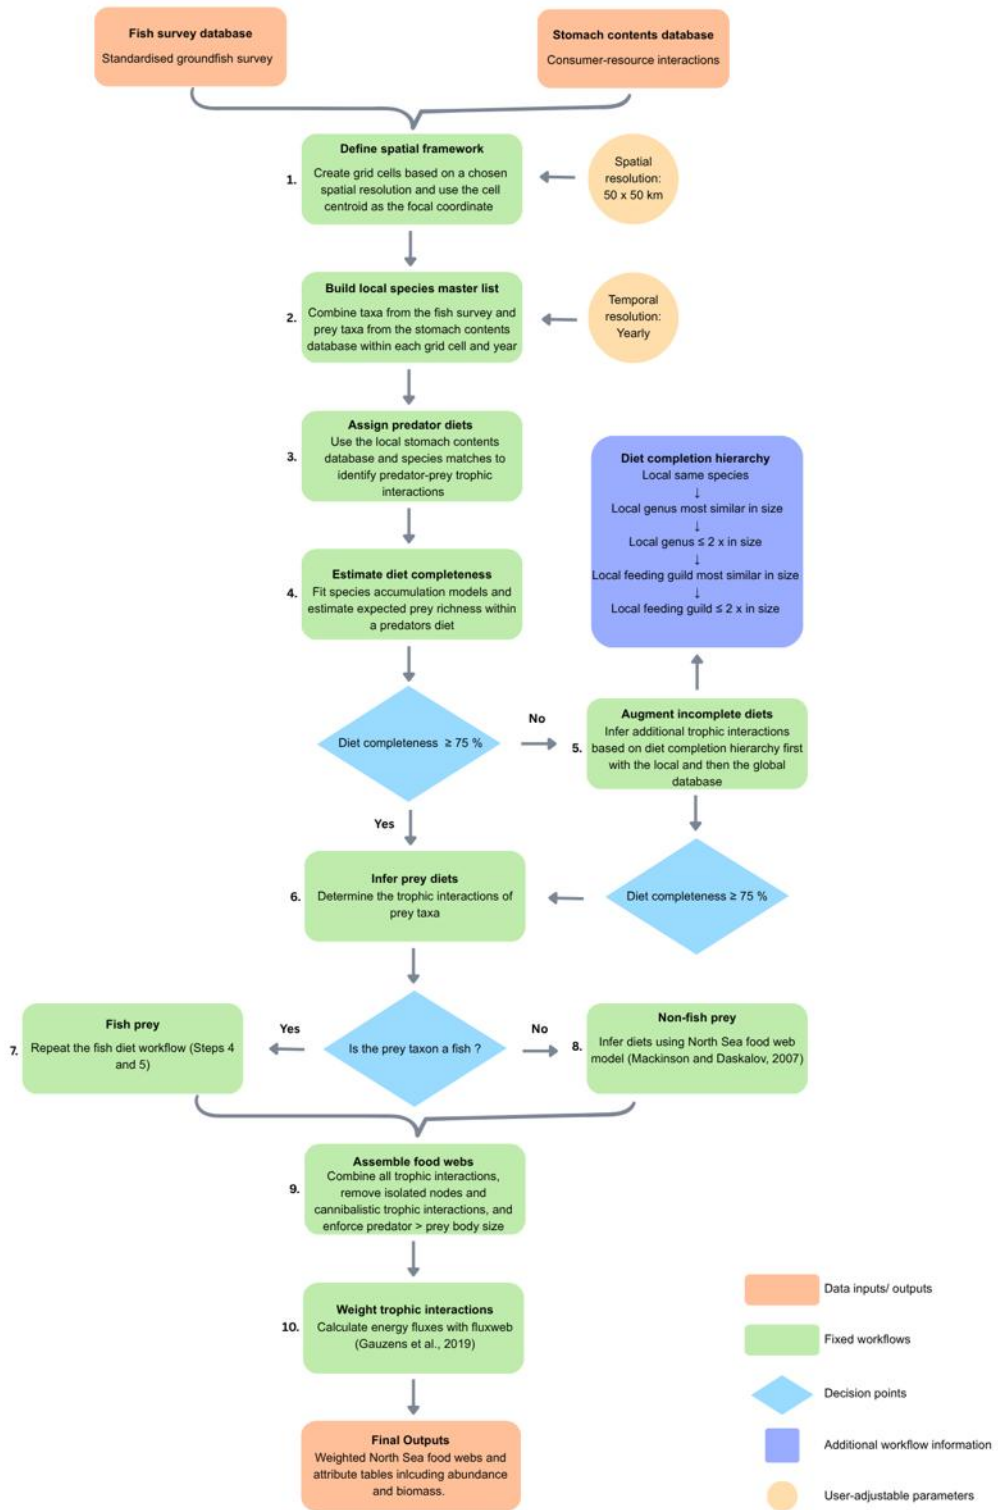 Fish survey database
Standardised groundfish survey
Stomach contents database
Consumer-resource interactions
1.
Define spatial framework
Create grid cells based on a chosen
spatial resolution and use the cell
centroid as the focal coordinate
Spatial
resolution:
50 x 50 km
2.
Build local species master list
Combine taxa from the fish survey and
prey taxa from the stomach contents
database within each grid cell and year
Temporal
resolution:
Yearly
3.
Assign predator diets
Use the local stomach contents
database and species matches to
identify predator-prey trophic
interactions
Diet completion hierarchy
Local same species
↓
Local genus most similar in size
↓
Local genus ≤ 2 x in size
↓
Local feeding guild most similar in size
↓
Local feeding guild ≤ 2 x in size
4.
Estimate diet completeness
Fit species accumulation models and
estimate expected prey richness within
a predators diet
Diet completeness ≥ 75 %
No
Yes
5.
Augment incomplete diets
Infer additional trophic interactions
based on diet completion hierarchy first
with the local and then the global
database
Diet completeness ≥ 75 %
6.
Infer prey diets
Determine the trophic interactions of
prey taxa
Is the prey taxon a fish ?
Yes
No
7.
Fish prey
Repeat the fish diet workflow (Steps 4
and 5)
8.
Non-fish prey
Infer diets using North Sea food web
model (Mackinson and Daskalov, 2007)
9.
Assemble food webs
Combine all trophic interactions,
remove isolated nodes and
cannibalistic trophic interactions, and
enforce predator > prey body size
10.
Weight trophic interactions
Calculate energy fluxes with fluxweb
(Gauzens et al., 2019)
Final Outputs
Weighted North Sea food webs and
attribute tables inlcuding abundance
and biomass.
Data inputs/ outputs
Fixed workflows
Decision points
Additional workflow information
User-adjustable parameters